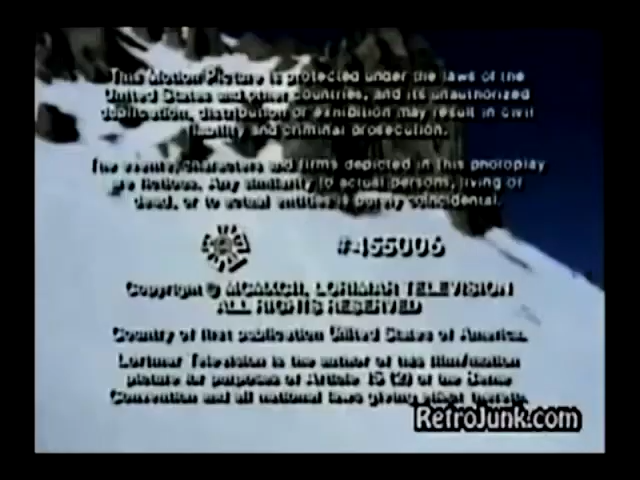 This Motion Picture is protected under the laws of the
United States and other countries, and its unauthorized
duplication, distribution or exhibition may result in civil
liability and criminal prosecution.
The events, characters and firms depicted in this photoplay
are fictious. Any similarity to actual persons, living or
dead, or to actual entities is purely coincidental.
#455006
Copyright © MCMXCII, LORIMAR TELEVISION
ALL RIGHTS RESERVED
Country of first publication United States of America.
Lorimar Television is the author of this film/motion
picture for purposes of Article 15 (2) of the Berne
Convention and all national laws giving effect thereto.
RetroJunk.com